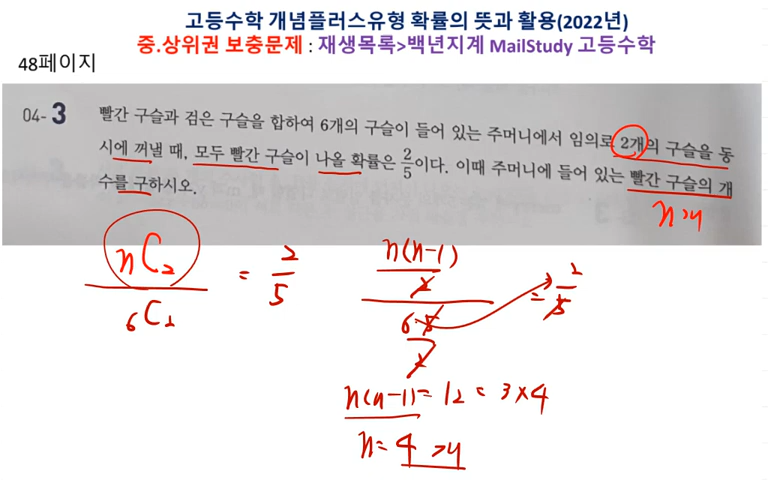 고등수학 개념플러스유형 확률의 뜻과 활용(2022년)
중.상위권 보충문제 : 재생목록>백년지계 MailStudy 고등수학
48페이지
04-3 빨간 구슬과 검은 구슬을 합하여 6개의 구슬이 들어 있는 주머니에서 임의로 2개의 구슬을 동
시에 꺼낼 때, 모두 빨간 구슬이 나올 확률은 2/5이다. 이때 주머니에 들어 있는 빨간 구슬의 개
수를 구하시오.
n개
nC2 / 6C2 = 2/5
n(n-1)/2 / 6·5/2 = 2/5
n(n-1) = 12 = 3×4
n = 4개